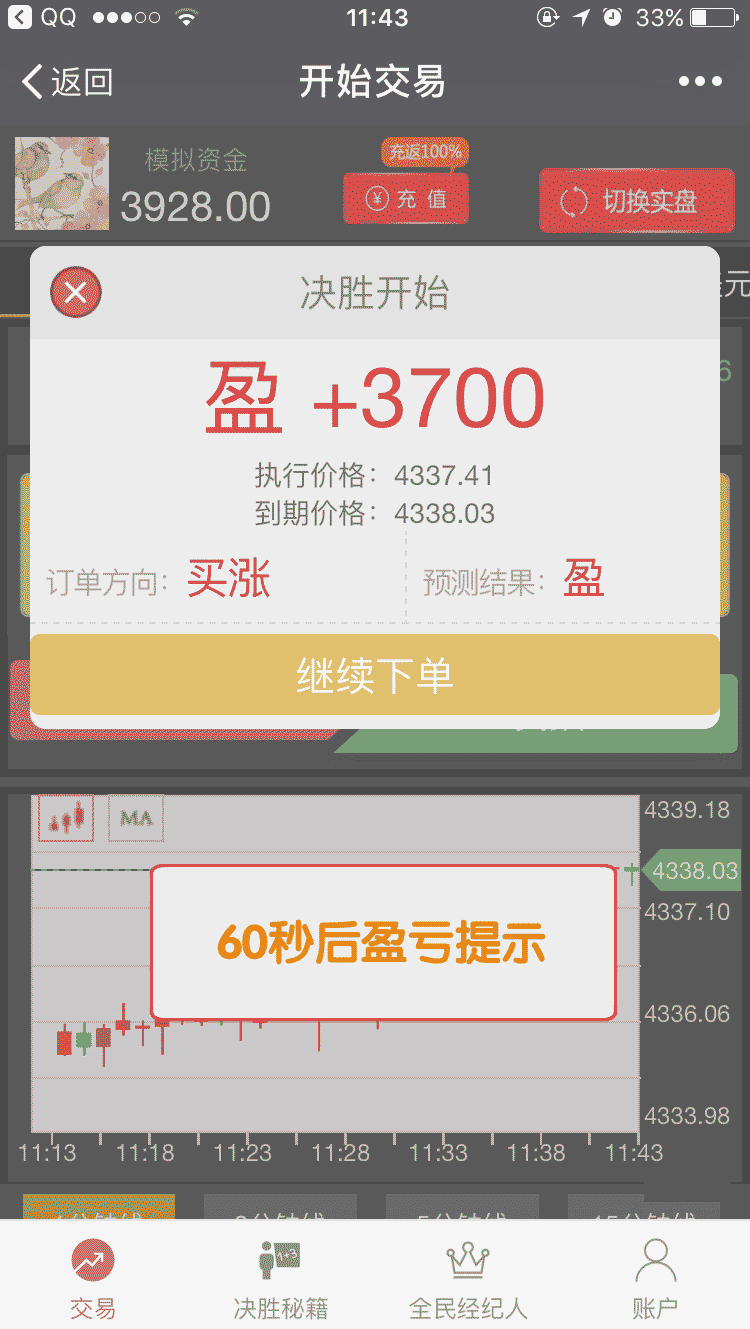 QQ 11:43 33%
返回 开始交易
模拟资金
3928.00
充返100%
¥ 充 值
切换实盘
元
6
决胜开始
盈 +3700
执行价格：4337.41
到期价格：4338.03
订单方向：买涨 预测结果：盈
继续下单
MA
4339.18
4338.03
4337.10
4336.06
4333.98
60秒后盈亏提示
11:13 11:18 11:23 11:28 11:33 11:38 11:43
交易 决胜秘籍 全民经纪人 账户